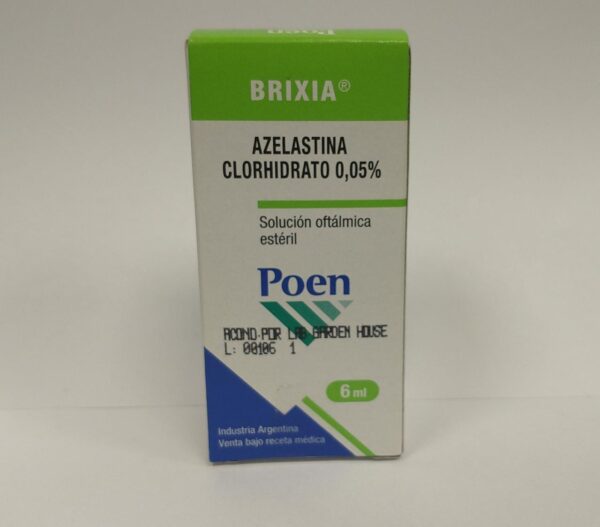 Poen
BRIXIA®
AZELASTINA
CLORHIDRATO 0,05%
Solución oftálmica
estéril
Poen
ACOND.POR LAB GARDEN HOUSE
L: 00106 1
6 ml
Industria Argentina
Venta bajo receta médica